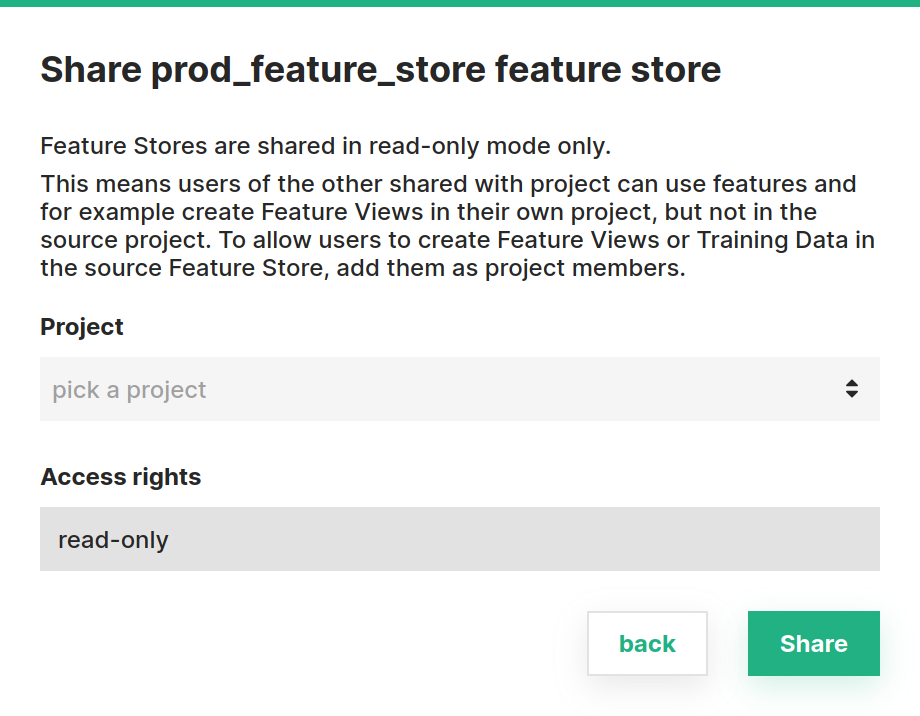 Share prod_feature_store feature store
Feature Stores are shared in read-only mode only.
This means users of the other shared with project can use features and
for example create Feature Views in their own project, but not in the
source project. To allow users to create Feature Views or Training Data in
the source Feature Store, add them as project members.
Project
pick a project
Access rights
read-only
back
Share